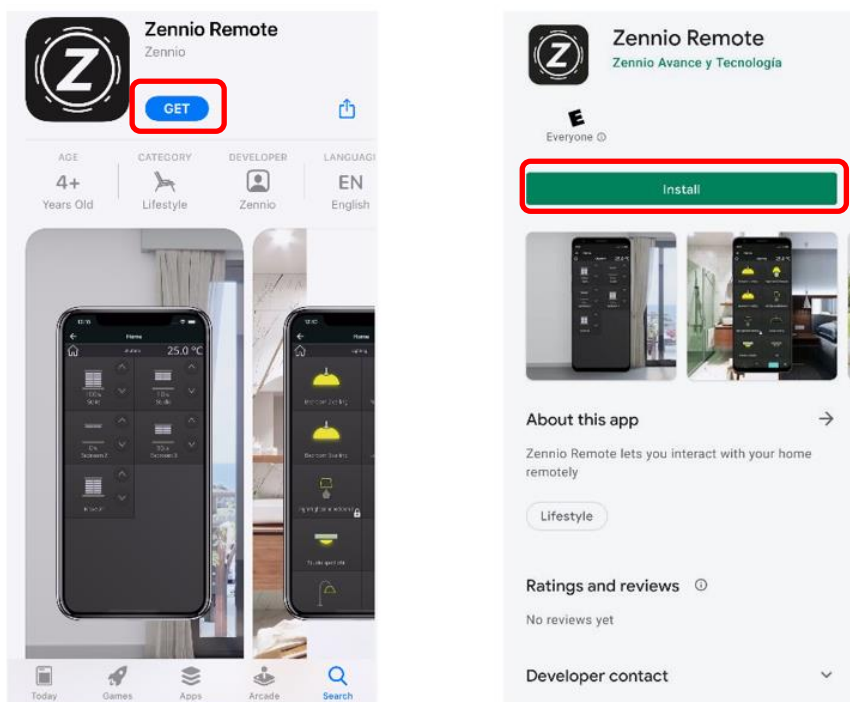 Zennio Remote
Zennio
GET
AGE
CATEGORY
DEVELOPER
LANGUAGE
4+
EN
Years Old
Lifestyle
Zennio
English
Home
25.0 °C
Home
Today
Games
Apps
Arcade
Search
Zennio Remote
Zennio Avance y Tecnología
E
Everyone
Install
About this app
Zennio Remote lets you interact with your home
remotely
Lifestyle
Ratings and reviews
No reviews yet
Developer contact